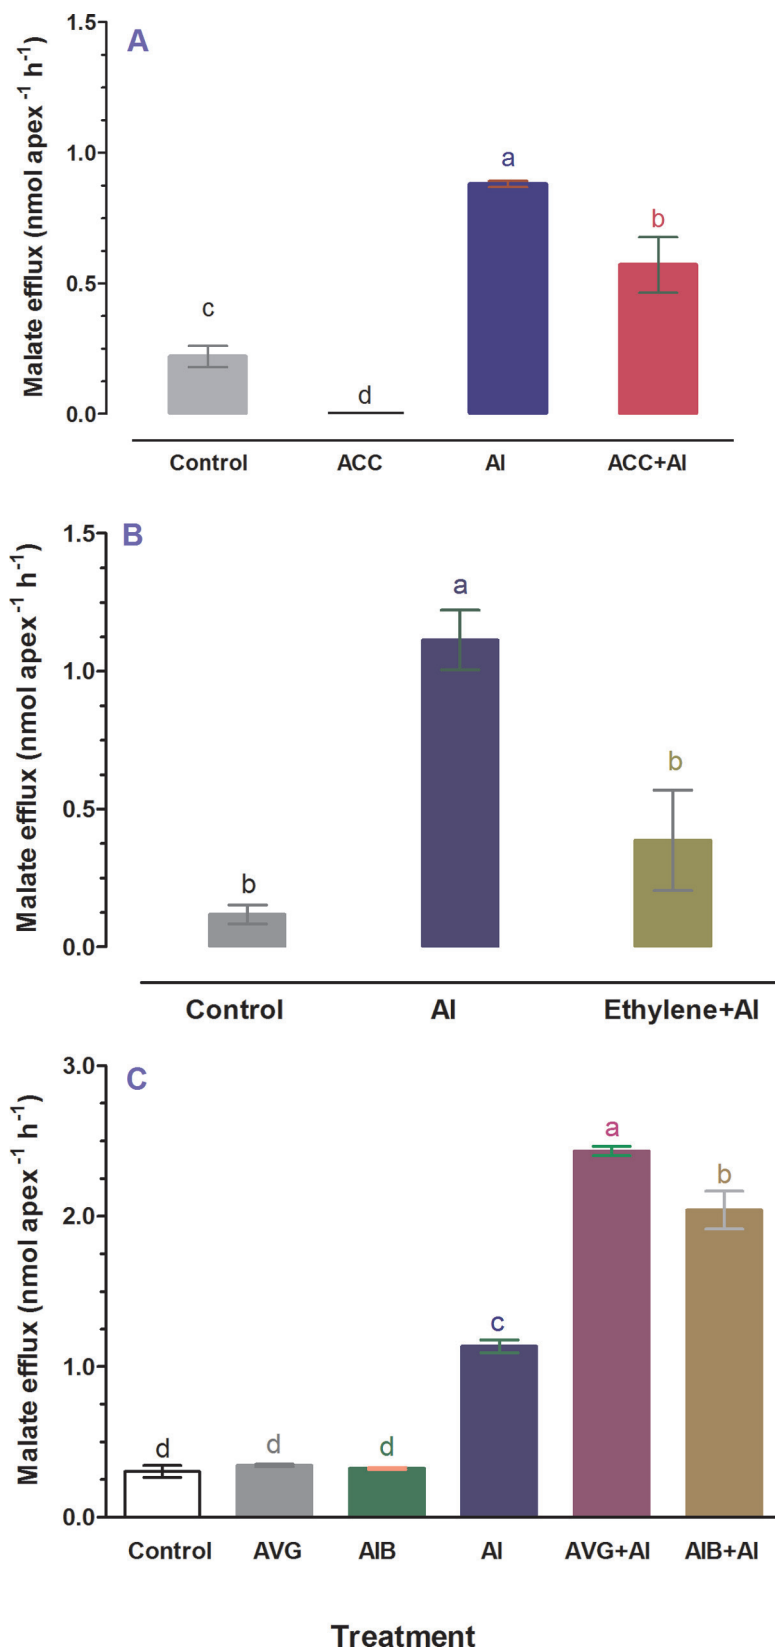 A
Malate efflux (nmol apex⁻¹ h⁻¹)
1.5
1.0
0.5
0.0
c
d
a
b
Control ACC Al ACC+Al
B
Malate efflux (nmol apex⁻¹ h⁻¹)
1.5
1.0
0.5
0.0
b
a
b
Control Al Ethylene+Al
C
Malate efflux (nmol apex⁻¹ h⁻¹)
3.0
2.0
1.0
0.0
d
d
d
c
a
b
Control AVG AIB Al AVG+Al AIB+Al
Treatment